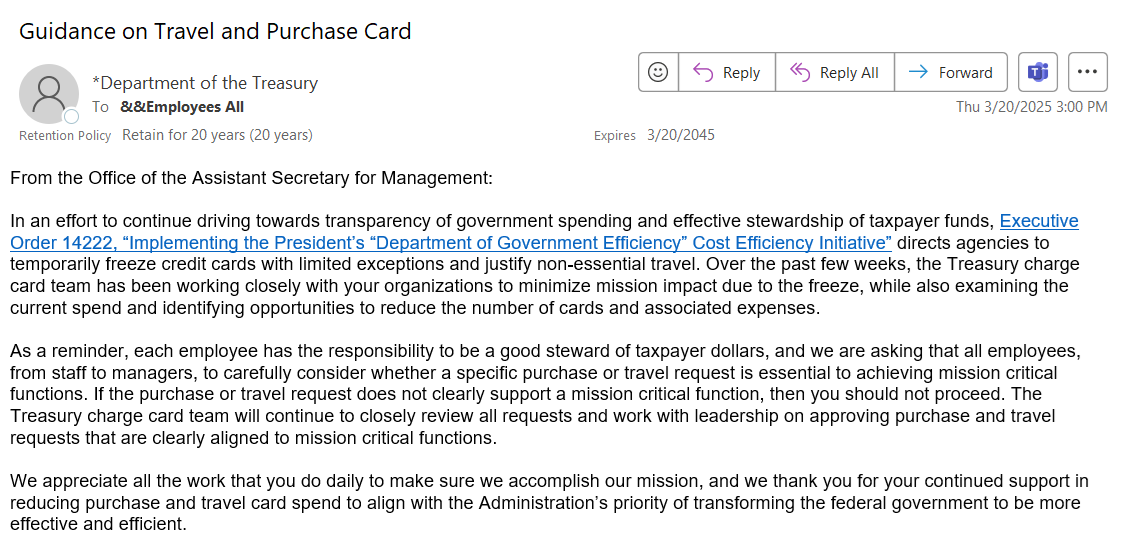 Guidance on Travel and Purchase Card
*Department of the Treasury
To &&Employees All
Reply
Reply All
Forward
Thu 3/20/2025 3:00 PM
Retention Policy Retain for 20 years (20 years)
Expires 3/20/2045
From the Office of the Assistant Secretary for Management:
In an effort to continue driving towards transparency of government spending and effective stewardship of taxpayer funds, Executive
Order 14222, “Implementing the President’s “Department of Government Efficiency” Cost Efficiency Initiative” directs agencies to
temporarily freeze credit cards with limited exceptions and justify non-essential travel. Over the past few weeks, the Treasury charge
card team has been working closely with your organizations to minimize mission impact due to the freeze, while also examining the
current spend and identifying opportunities to reduce the number of cards and associated expenses.
As a reminder, each employee has the responsibility to be a good steward of taxpayer dollars, and we are asking that all employees,
from staff to managers, to carefully consider whether a specific purchase or travel request is essential to achieving mission critical
functions. If the purchase or travel request does not clearly support a mission critical function, then you should not proceed. The
Treasury charge card team will continue to closely review all requests and work with leadership on approving purchase and travel
requests that are clearly aligned to mission critical functions.
We appreciate all the work that you do daily to make sure we accomplish our mission, and we thank you for your continued support in
reducing purchase and travel card spend to align with the Administration’s priority of transforming the federal government to be more
effective and efficient.